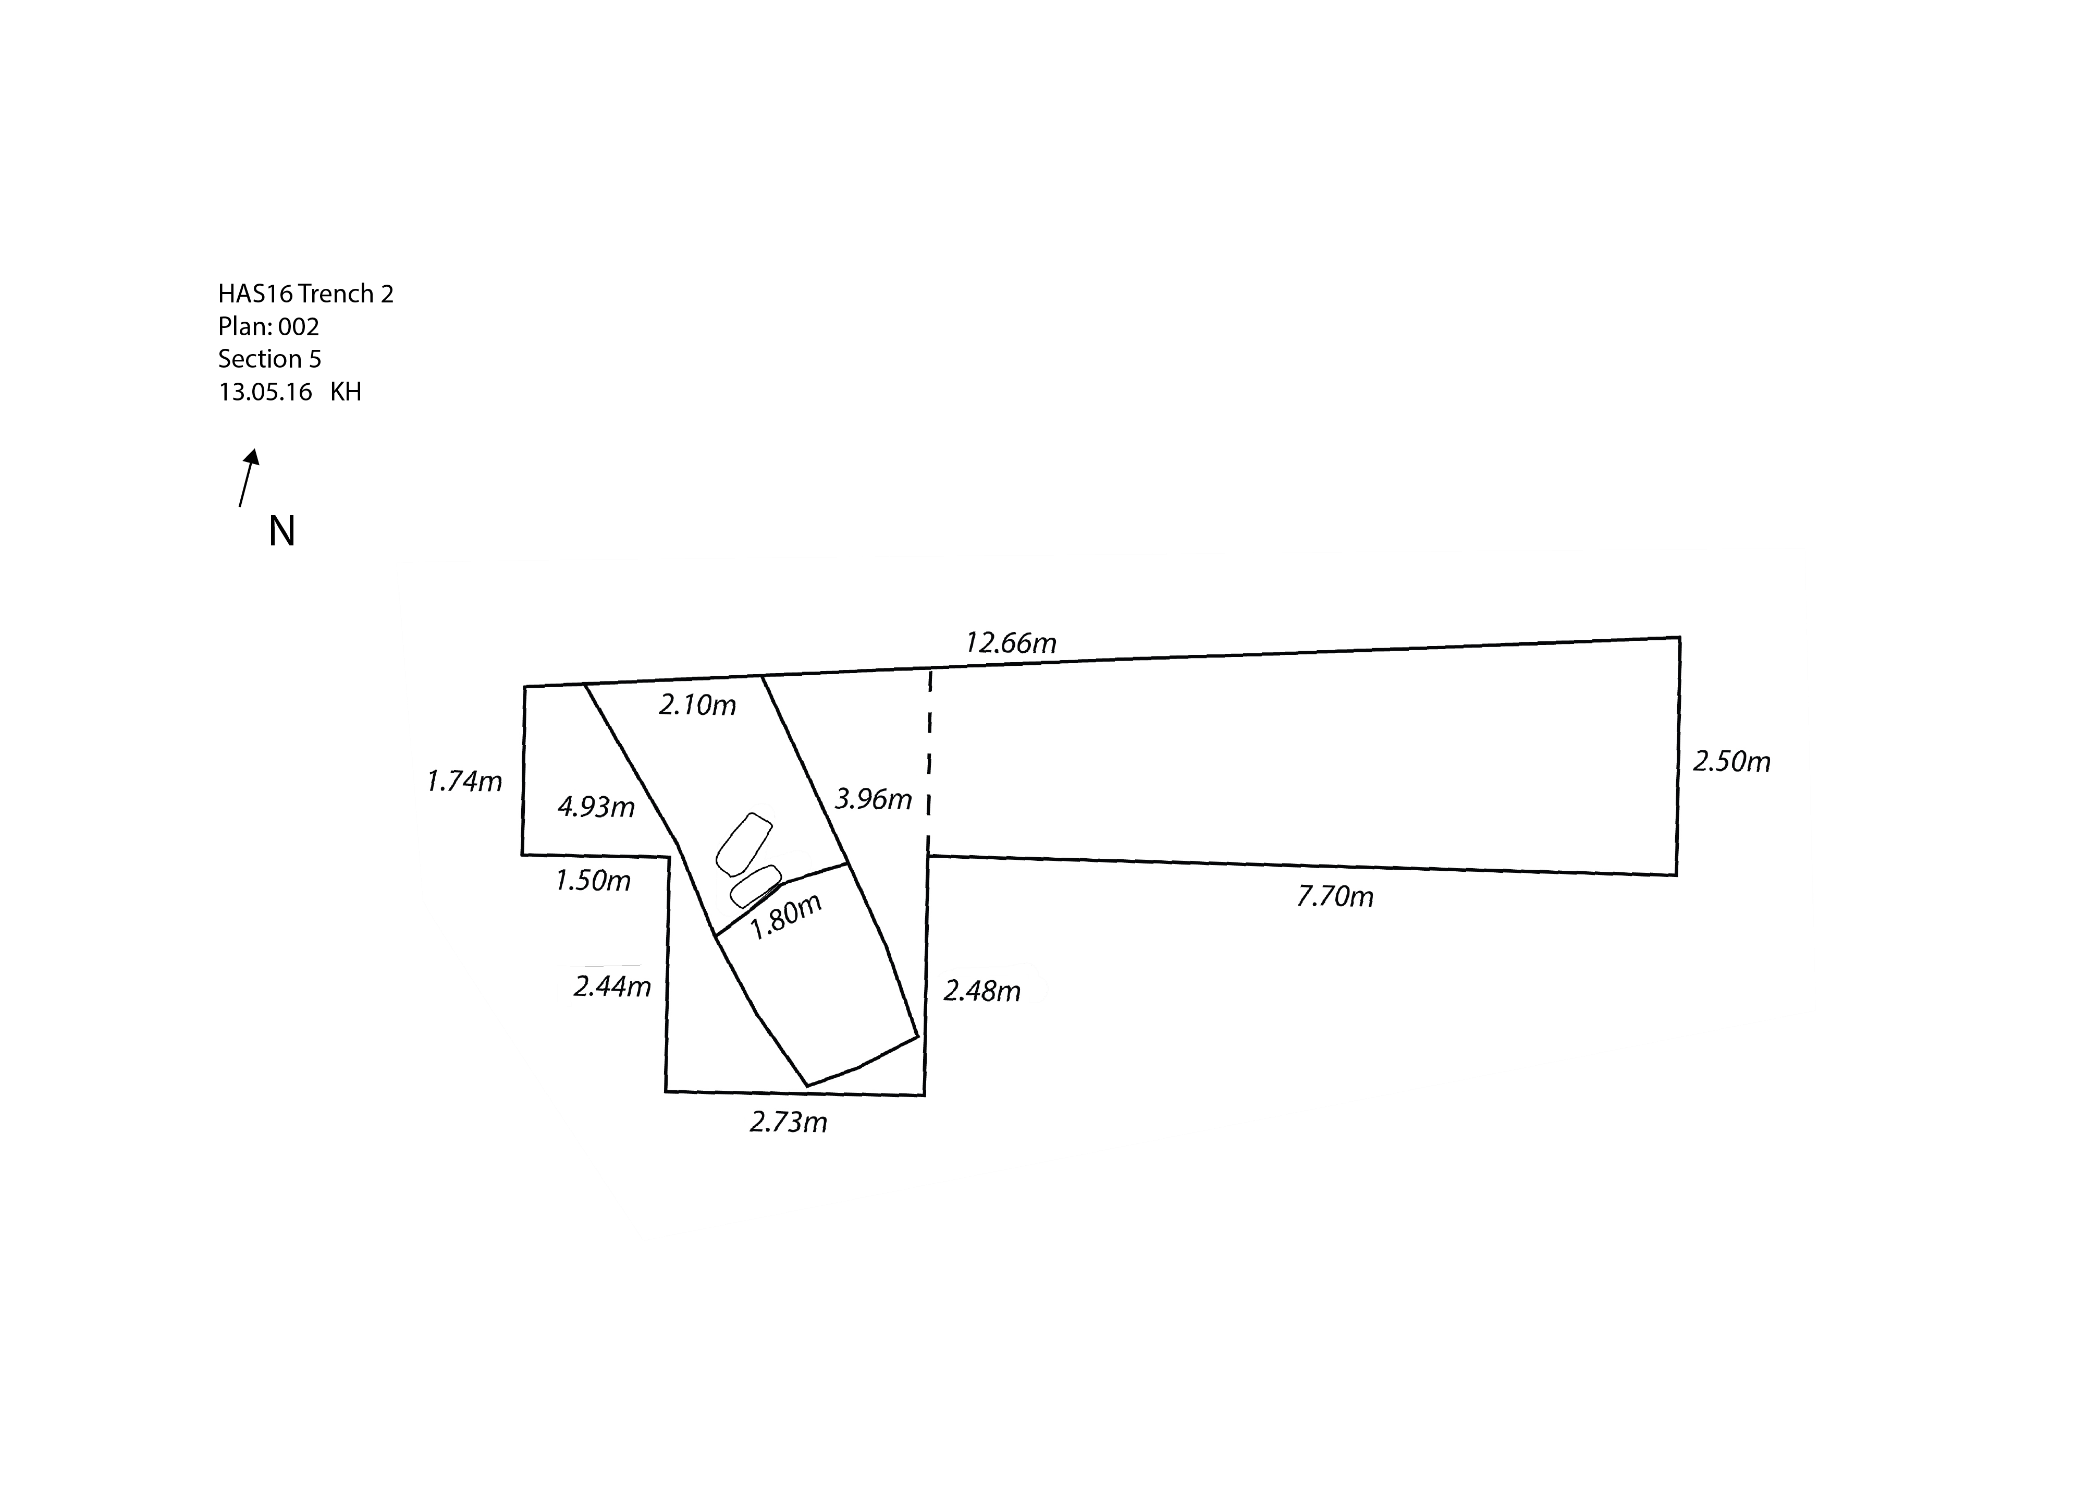 HAS16 Trench 2
Plan: 002
Section 5
13.05.16 KH
N
12.66m
2.10m
2.50m
1.74m
4.93m
3.96m
1.50m
7.70m
1.80m
2.44m
2.48m
2.73m